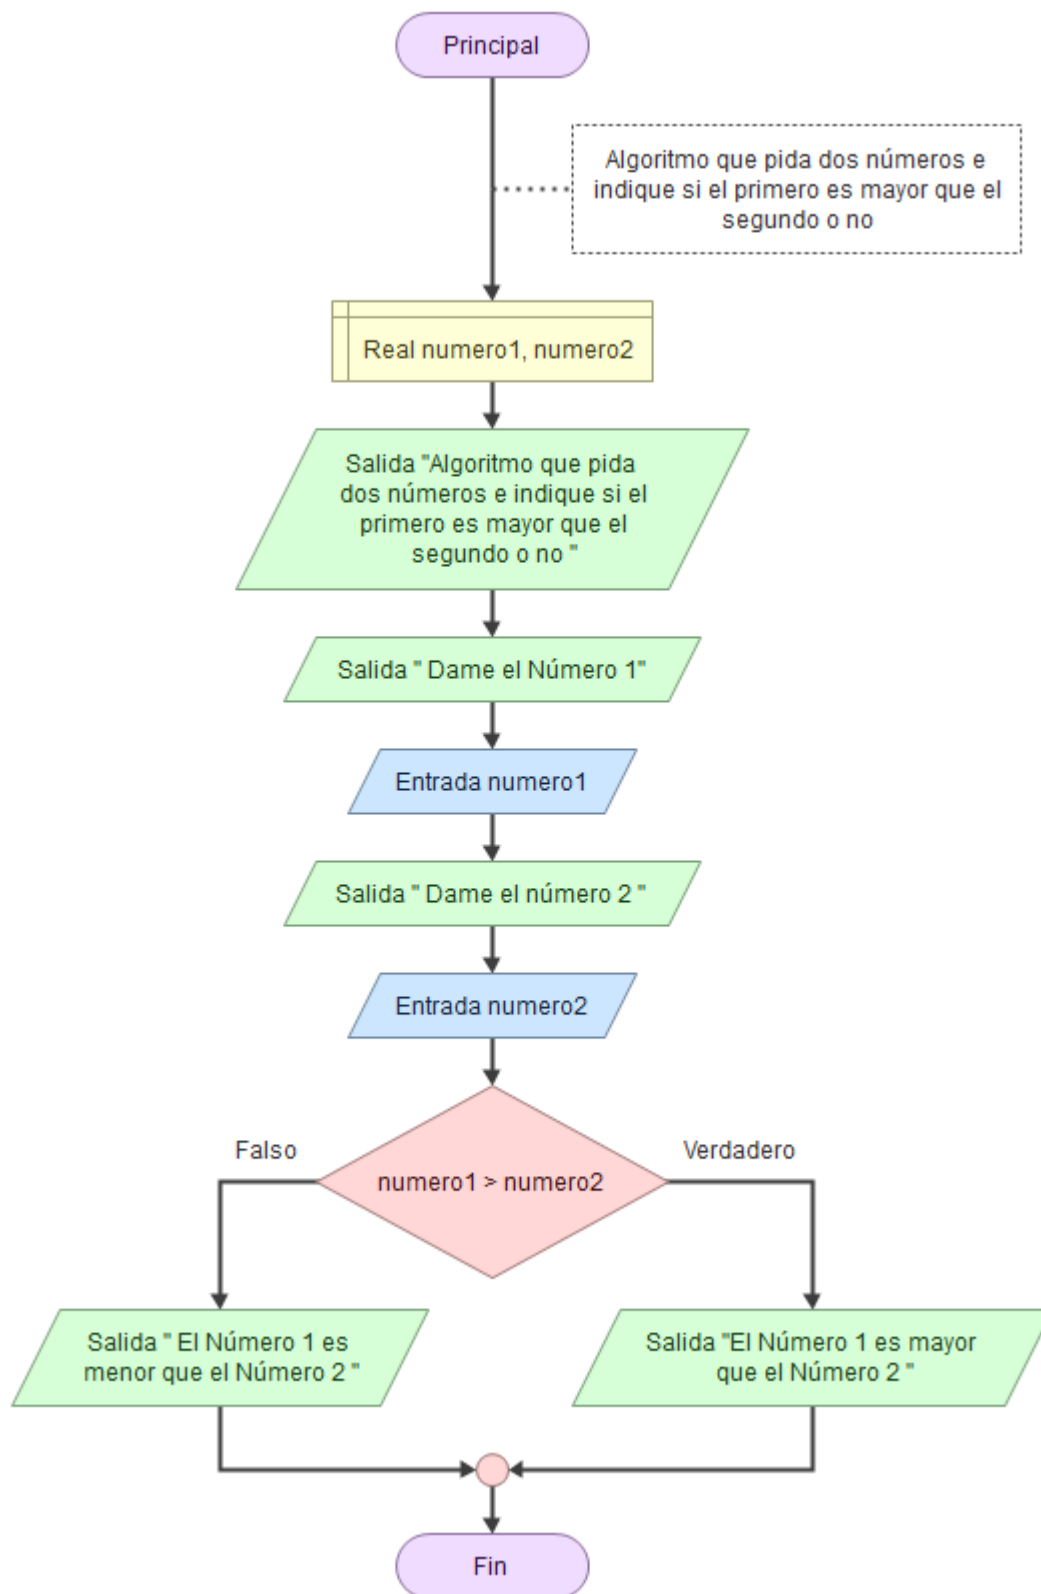 Principal
Algoritmo que pida dos números e
indique si el primero es mayor que el
segundo o no
Real numero1, numero2
Salida "Algoritmo que pida
dos números e indique si el
primero es mayor que el
segundo o no "
Salida " Dame el Número 1"
Entrada numero1
Salida " Dame el número 2 "
Entrada numero2
numero1 > numero2
Falso
Verdadero
Salida " El Número 1 es
menor que el Número 2 "
Salida "El Número 1 es mayor
que el Número 2 "
Fin